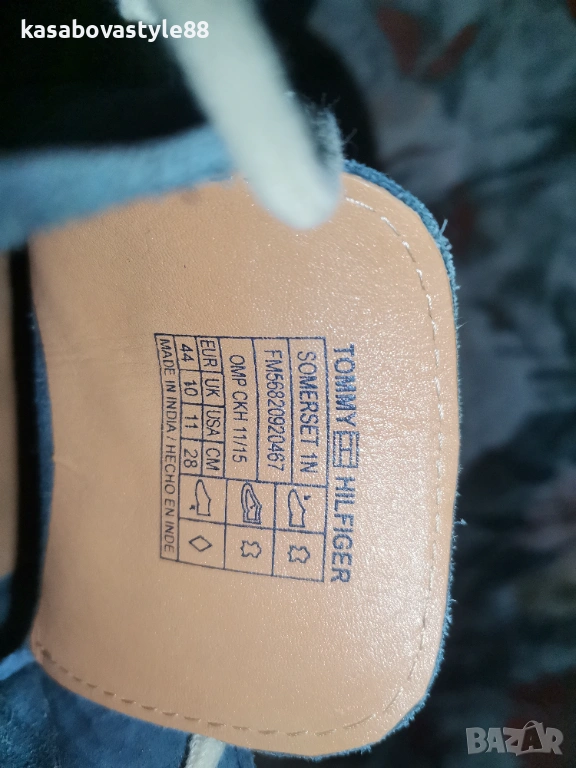 kasabovastyle88
TOMMY HILFIGER
SOMERSET 1N
FM56820920467
OMP CKH 11/15
EUR UK USA CM
44 10 11 28
MADE IN INDIA / HECHO EN INDE
BAZAR